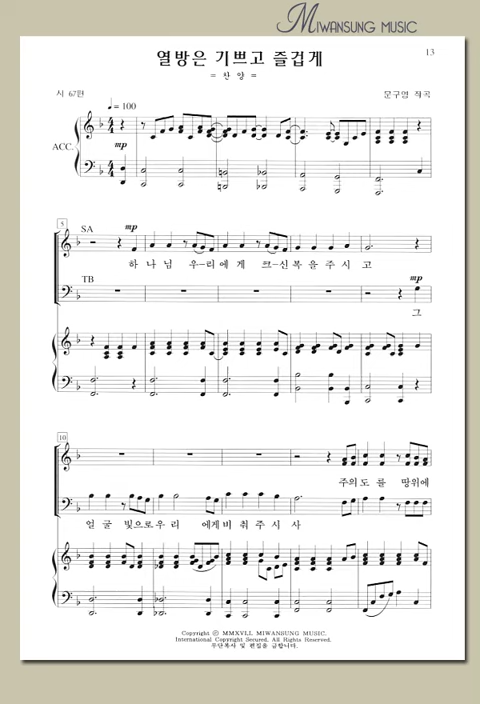 MIWANSUNG MUSIC
13
열방은 기쁘고 즐겁게
= 찬 양 =
시 67편
문구영 작곡
♩ = 100
ACC.
mp
5
SA
mp
하 나 님 우-리에게 크-신복을주시 고
TB
mp
그
10
주의도 를 땅위에
얼굴 빛으로우리 에게비춰주시 사
Copyright ⓒ MMXVLL MIWANSUNG MUSIC.
International Copyright Secured. All Rights Reserved.
무단복사 및 편집을 금합니다.